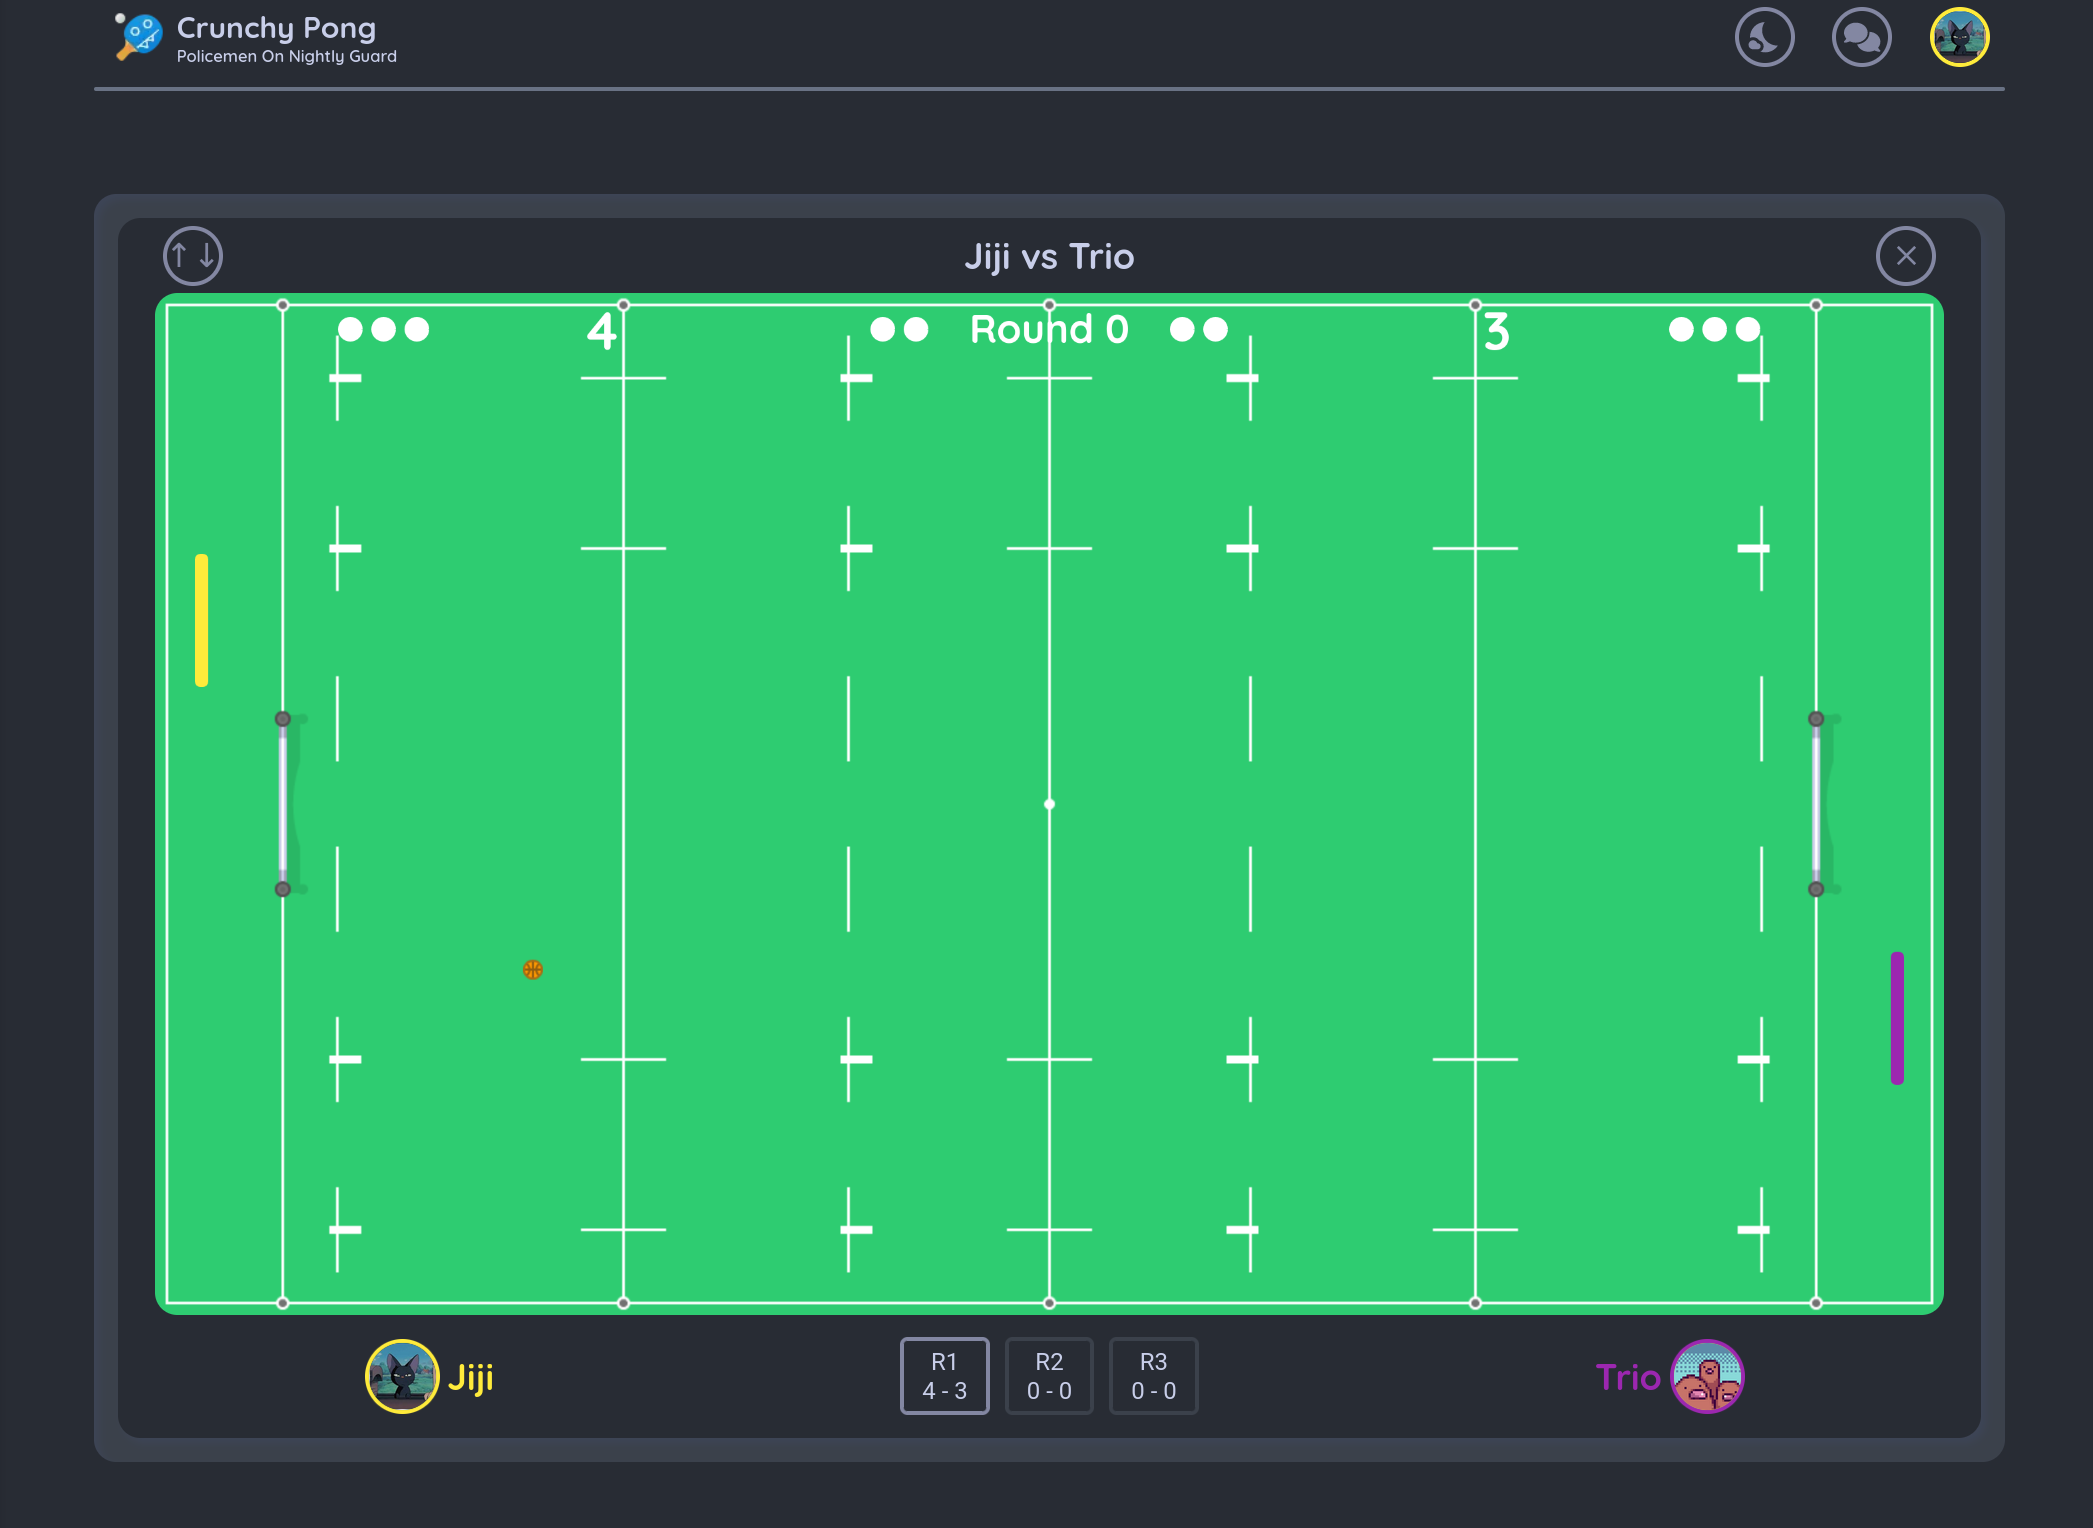 Crunchy Pong
Policemen On Nightly Guard
Jiji vs Trio
4
Round 0
3
Jiji
R1
4 - 3
R2
0 - 0
R3
0 - 0
Trio